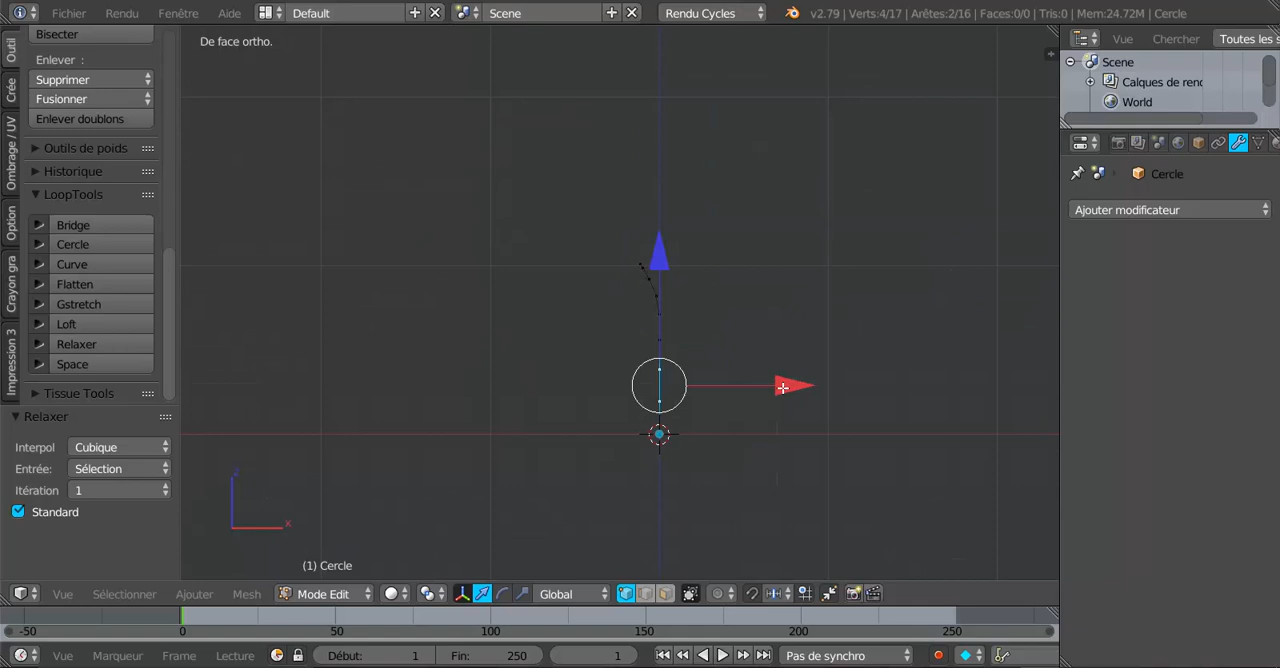 Fichier Rendu Fenêtre Aide Default Scene Rendu Cycles v2.79 | Verts:4/17 | Arêtes:2/16 | Faces:0/0 | Tris:0 | Mem:24.72M | Cercle
De face ortho.
Outil
Crée
Ombrage / UV
Option
Crayon gra
Impression 3
Bisecter
Enlever :
Supprimer
Fusionner
Enlever doublons
Outils de poids
Historique
LoopTools
Bridge
Cercle
Curve
Flatten
Gstretch
Loft
Relaxer
Space
Tissue Tools
Relaxer
Interpol Cubique
Entrée: Sélection
Itération 1
Standard
z
x
(1) Cercle
Vue Chercher Toutes les s
Scene
Calques de renc
World
Cercle
Ajouter modificateur
Vue Sélectionner Ajouter Mesh Mode Edit Global
-50 0 50 100 150 200 250
Vue Marqueur Frame Lecture Début: 1 Fin: 250 1 Pas de synchro